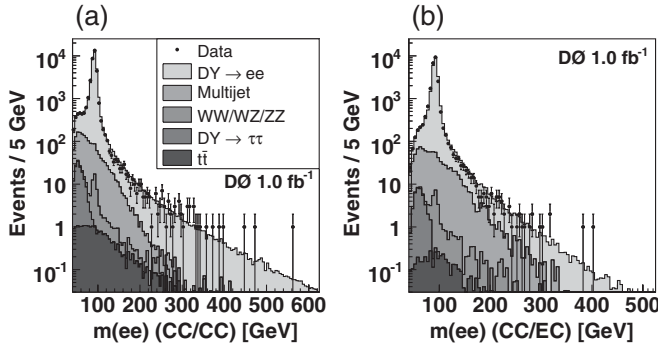 (a)
Events / 5 GeV
10⁴
10³
10²
10
1
10⁻¹
Data
DY → ee
Multijet
WW/WZ/ZZ
DY → ττ
tt̄
DØ 1.0 fb⁻¹
100 200 300 400 500 600
m(ee) (CC/CC) [GeV]
(b)
Events / 5 GeV
10⁴
10³
10²
10
1
10⁻¹
DØ 1.0 fb⁻¹
100 200 300 400 500
m(ee) (CC/EC) [GeV]